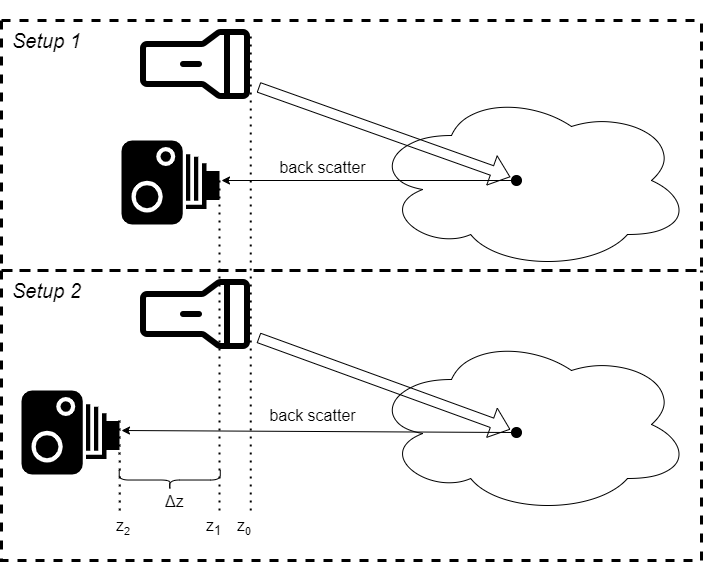 Setup 1
back scatter
Setup 2
back scatter
Δz
z₂ z₁ z₀